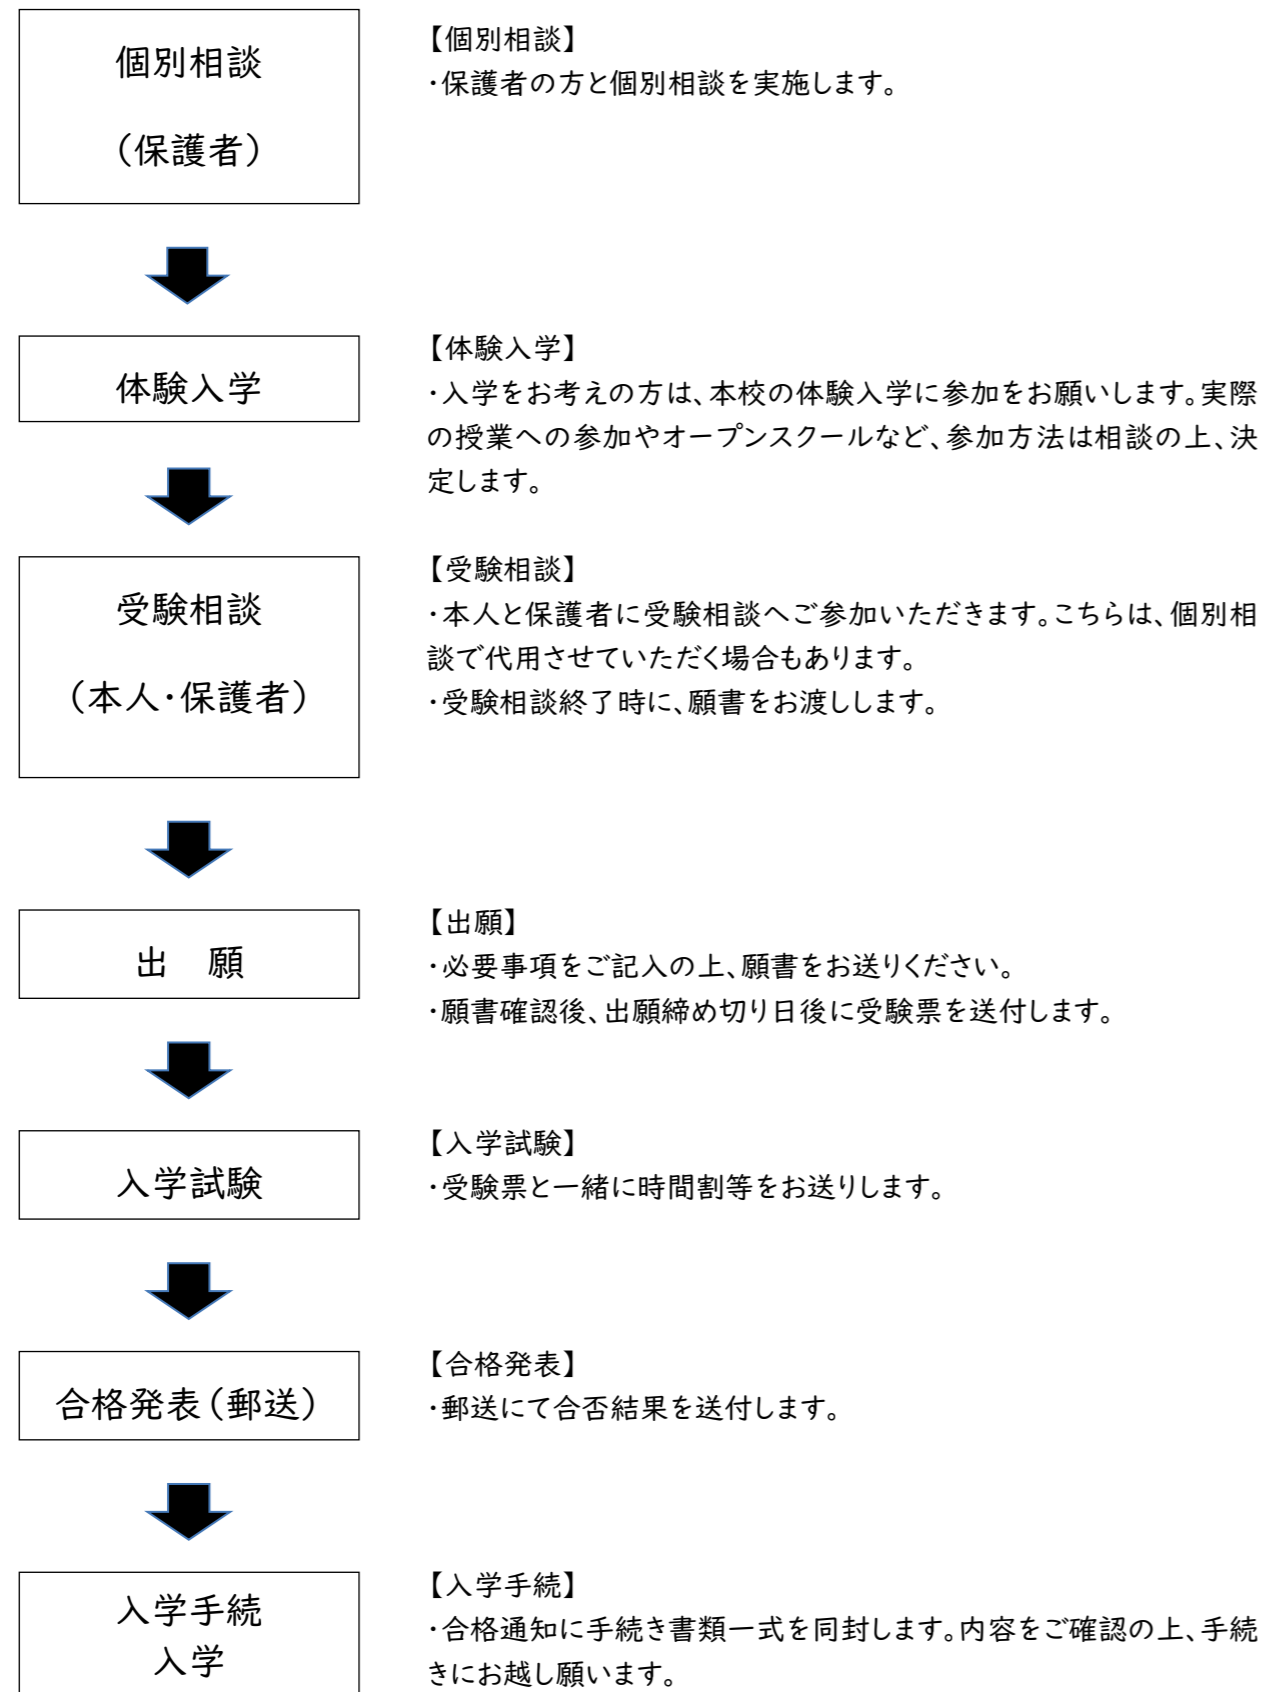 個別相談
（保護者）
【個別相談】
・保護者の方と個別相談を実施します。
体験入学
【体験入学】
・入学をお考えの方は、本校の体験入学に参加をお願いします。実際
の授業への参加やオープンスクールなど、参加方法は相談の上、決
定します。
受験相談
（本人・保護者）
【受験相談】
・本人と保護者に受験相談へご参加いただきます。こちらは、個別相
談で代用させていただく場合もあります。
・受験相談終了時に、願書をお渡しします。
出　願
【出願】
・必要事項をご記入の上、願書をお送りください。
・願書確認後、出願締め切り日後に受験票を送付します。
入学試験
【入学試験】
・受験票と一緒に時間割等をお送りします。
合格発表（郵送）
【合格発表】
・郵送にて合否結果を送付します。
入学手続
入学
【入学手続】
・合格通知に手続き書類一式を同封します。内容をご確認の上、手続
きにお越し願います。